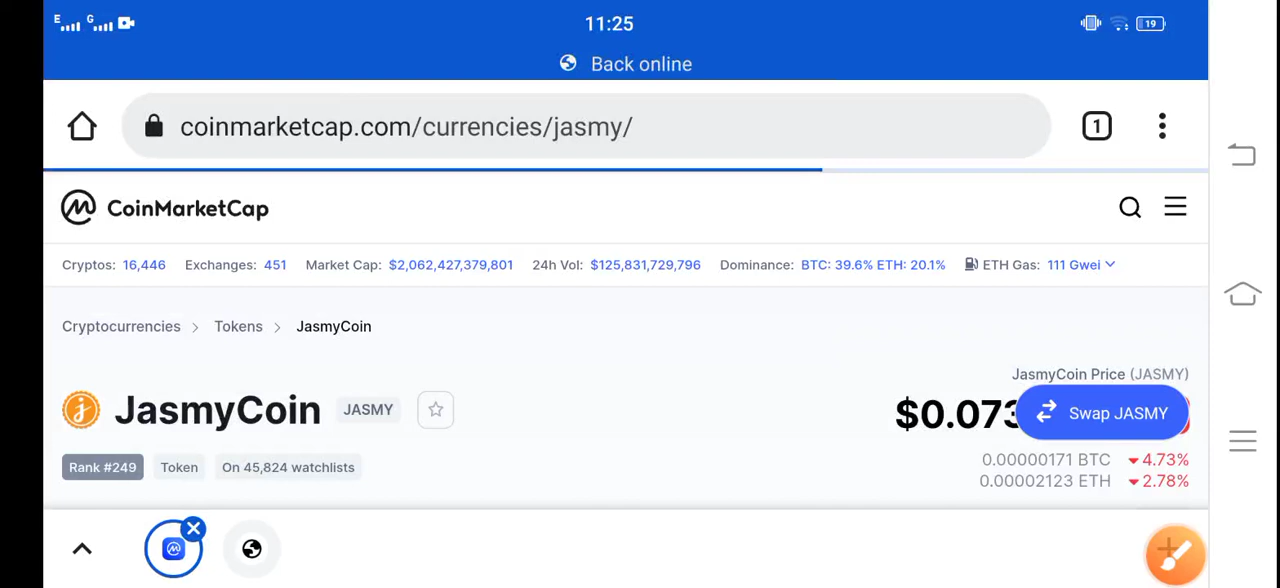 E G 11:25 19
Back online
coinmarketcap.com/currencies/jasmy/ 1
CoinMarketCap
Cryptos: 16,446 Exchanges: 451 Market Cap: $2,062,427,379,801 24h Vol: $125,831,729,796 Dominance: BTC: 39.6% ETH: 20.1% ETH Gas: 111 Gwei
Cryptocurrencies > Tokens > JasmyCoin
JasmyCoin Price (JASMY)
JasmyCoin JASMY $0.073 Swap JASMY
0.00000171 BTC 4.73%
Rank #249 Token On 45,824 watchlists
0.00002123 ETH 2.78%